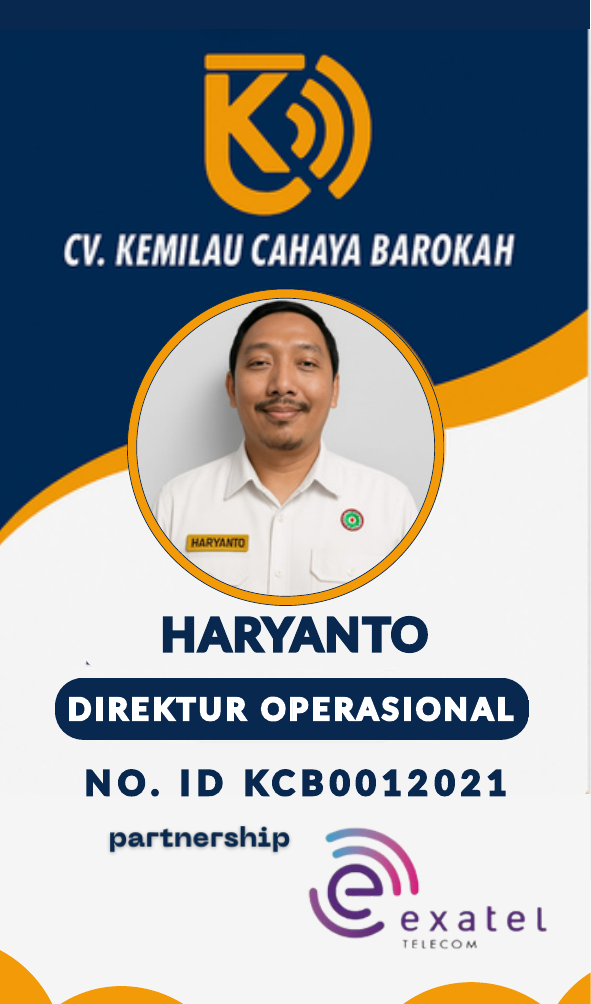 CV. KEMILAU CAHAYA BAROKAH
HARYANTO
HARYANTO
DIREKTUR OPERASIONAL
NO. ID KCB0012021
partnership
exatel
TELECOM